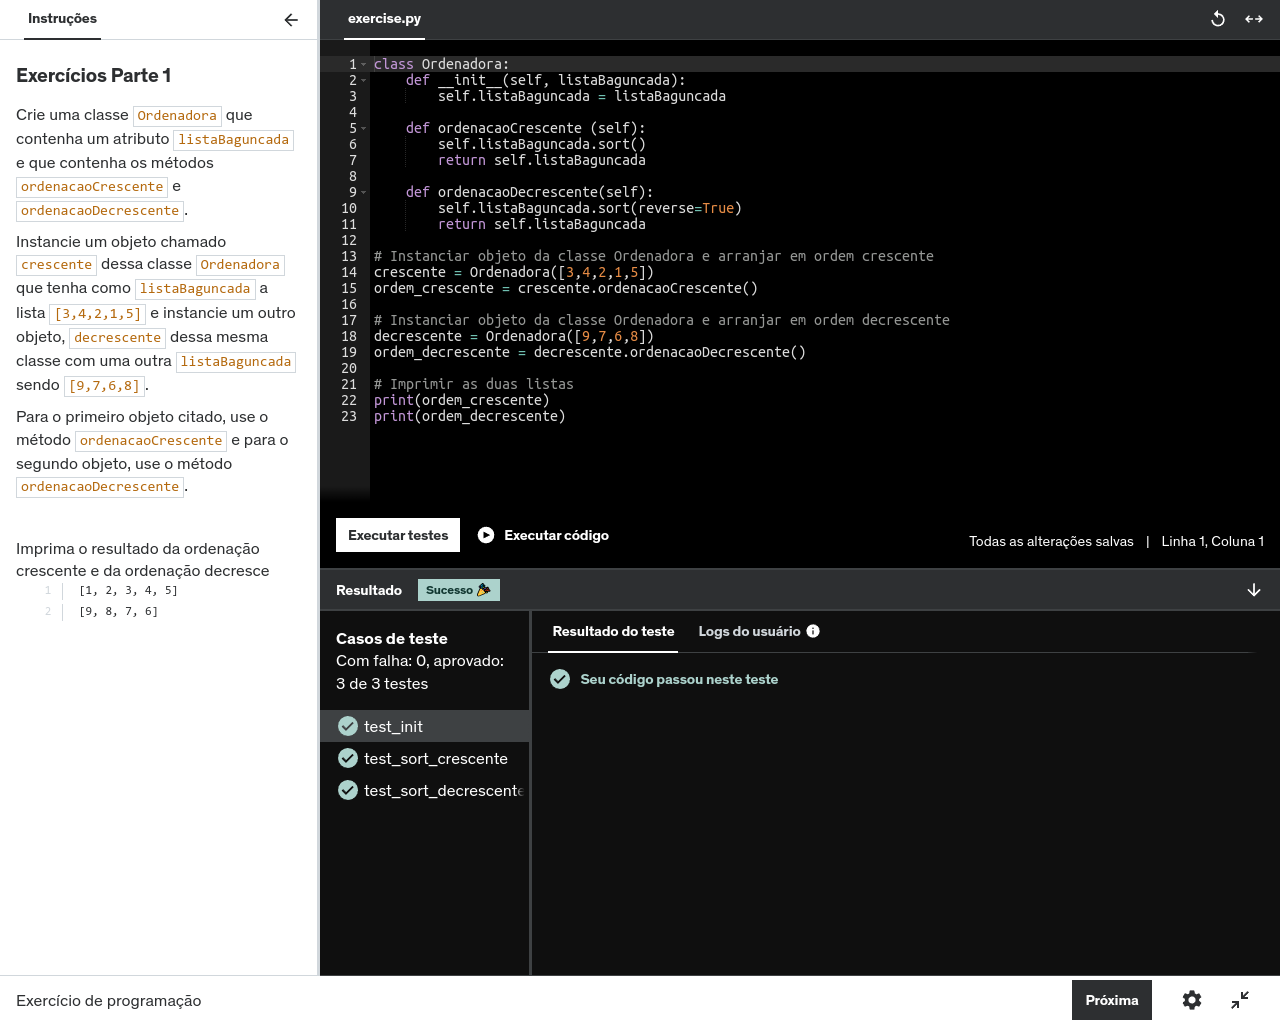 Instruções
Exercícios Parte 1
Crie uma classe Ordenadora que
contenha um atributo listaBaguncada
e que contenha os métodos
ordenacaoCrescente e
ordenacaoDecrescente.
Instancie um objeto chamado
crescente dessa classe Ordenadora
que tenha como listaBaguncada a
lista [3,4,2,1,5] e instancie um outro
objeto, decrescente dessa mesma
classe com uma outra listaBaguncada
sendo [9,7,6,8].
Para o primeiro objeto citado, use o
método ordenacaoCrescente e para o
segundo objeto, use o método
ordenacaoDecrescente.
Imprima o resultado da ordenação
crescente e da ordenação decresce
1 [1, 2, 3, 4, 5]
2 [9, 8, 7, 6]
exercise.py
1 class Ordenadora:
2 def __init__(self, listaBaguncada):
3 self.listaBaguncada = listaBaguncada
4
5 def ordenacaoCrescente (self):
6 self.listaBaguncada.sort()
7 return self.listaBaguncada
8
9 def ordenacaoDecrescente(self):
10 self.listaBaguncada.sort(reverse=True)
11 return self.listaBaguncada
12
13 # Instanciar objeto da classe Ordenadora e arranjar em ordem crescente
14 crescente = Ordenadora([3,4,2,1,5])
15 ordem_crescente = crescente.ordenacaoCrescente()
16
17 # Instanciar objeto da classe Ordenadora e arranjar em ordem decrescente
18 decrescente = Ordenadora([9,7,6,8])
19 ordem_decrescente = decrescente.ordenacaoDecrescente()
20
21 # Imprimir as duas listas
22 print(ordem_crescente)
23 print(ordem_decrescente)
Executar testes Executar código
Todas as alterações salvas | Linha 1, Coluna 1
Resultado Sucesso
Casos de teste
Com falha: 0, aprovado:
3 de 3 testes
test_init
test_sort_crescente
test_sort_decrescente
Resultado do teste Logs do usuário
Seu código passou neste teste
Exercício de programação
Próxima